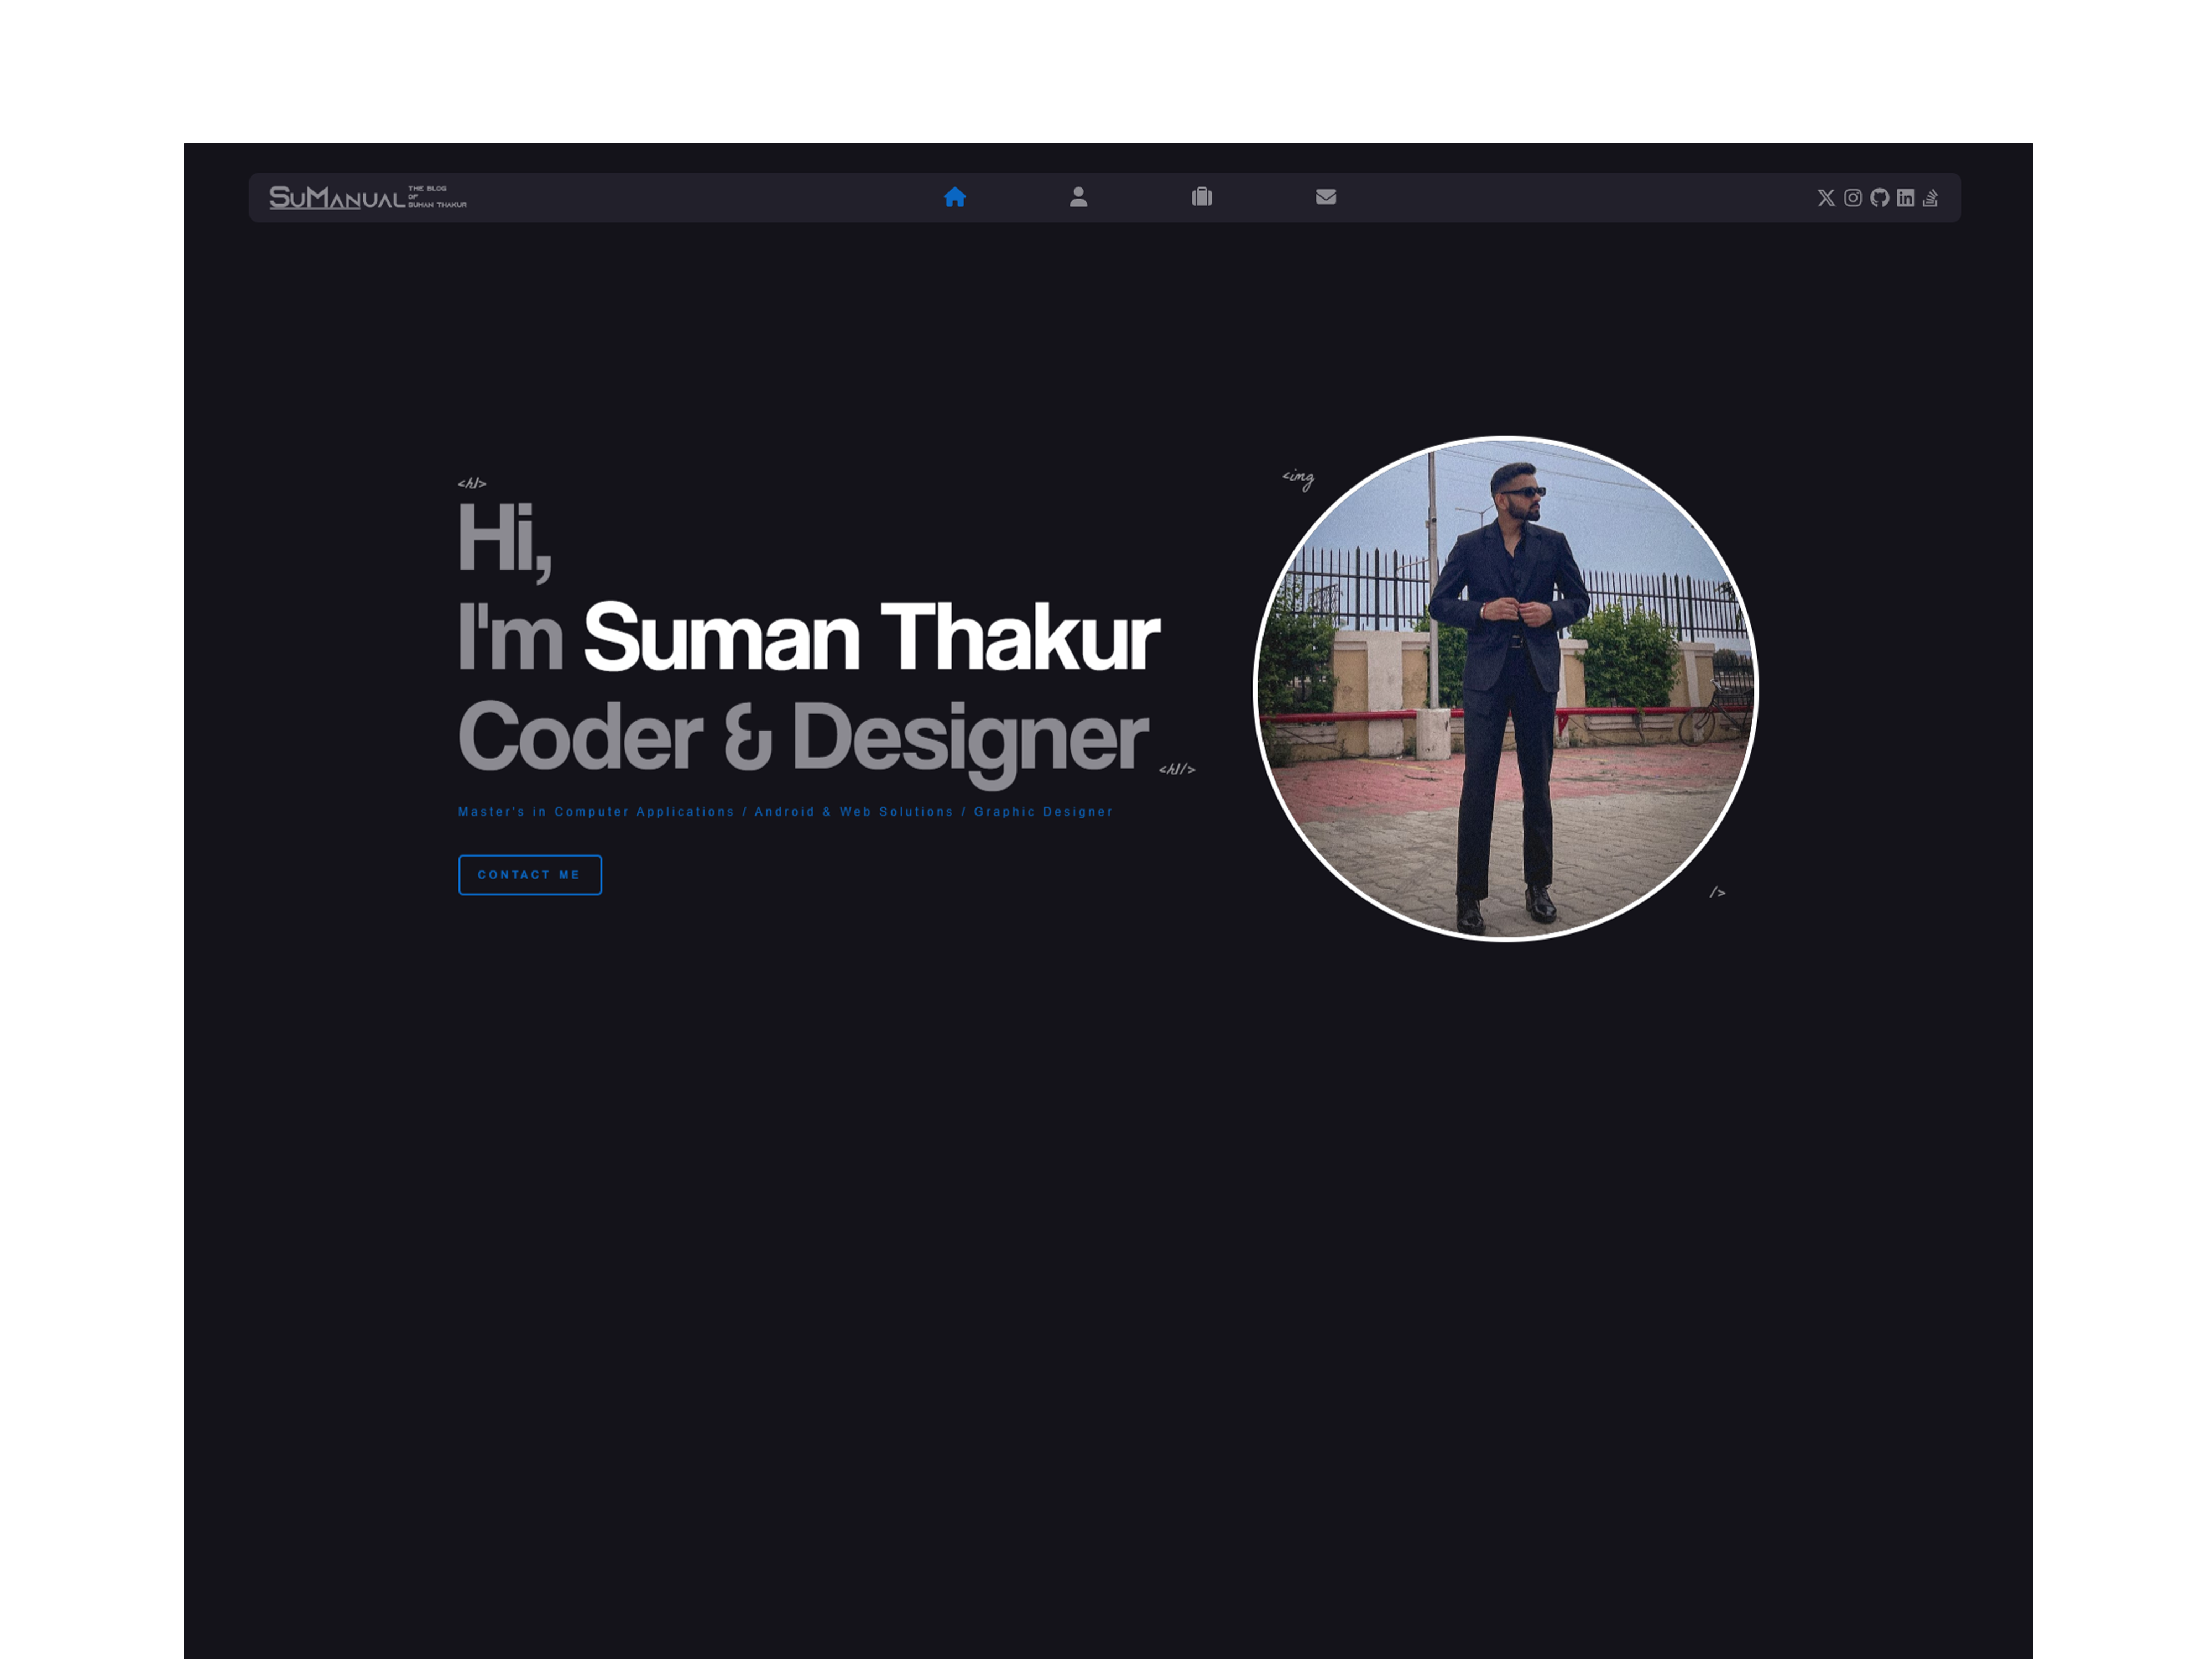 SUMANUAL THE BLOG
OF
SUMAN THAKUR
<h1>
Hi,
I'm Suman Thakur
Coder & Designer
<h1/>
Master's in Computer Applications / Android & Web Solutions / Graphic Designer
CONTACT ME
<img
/>